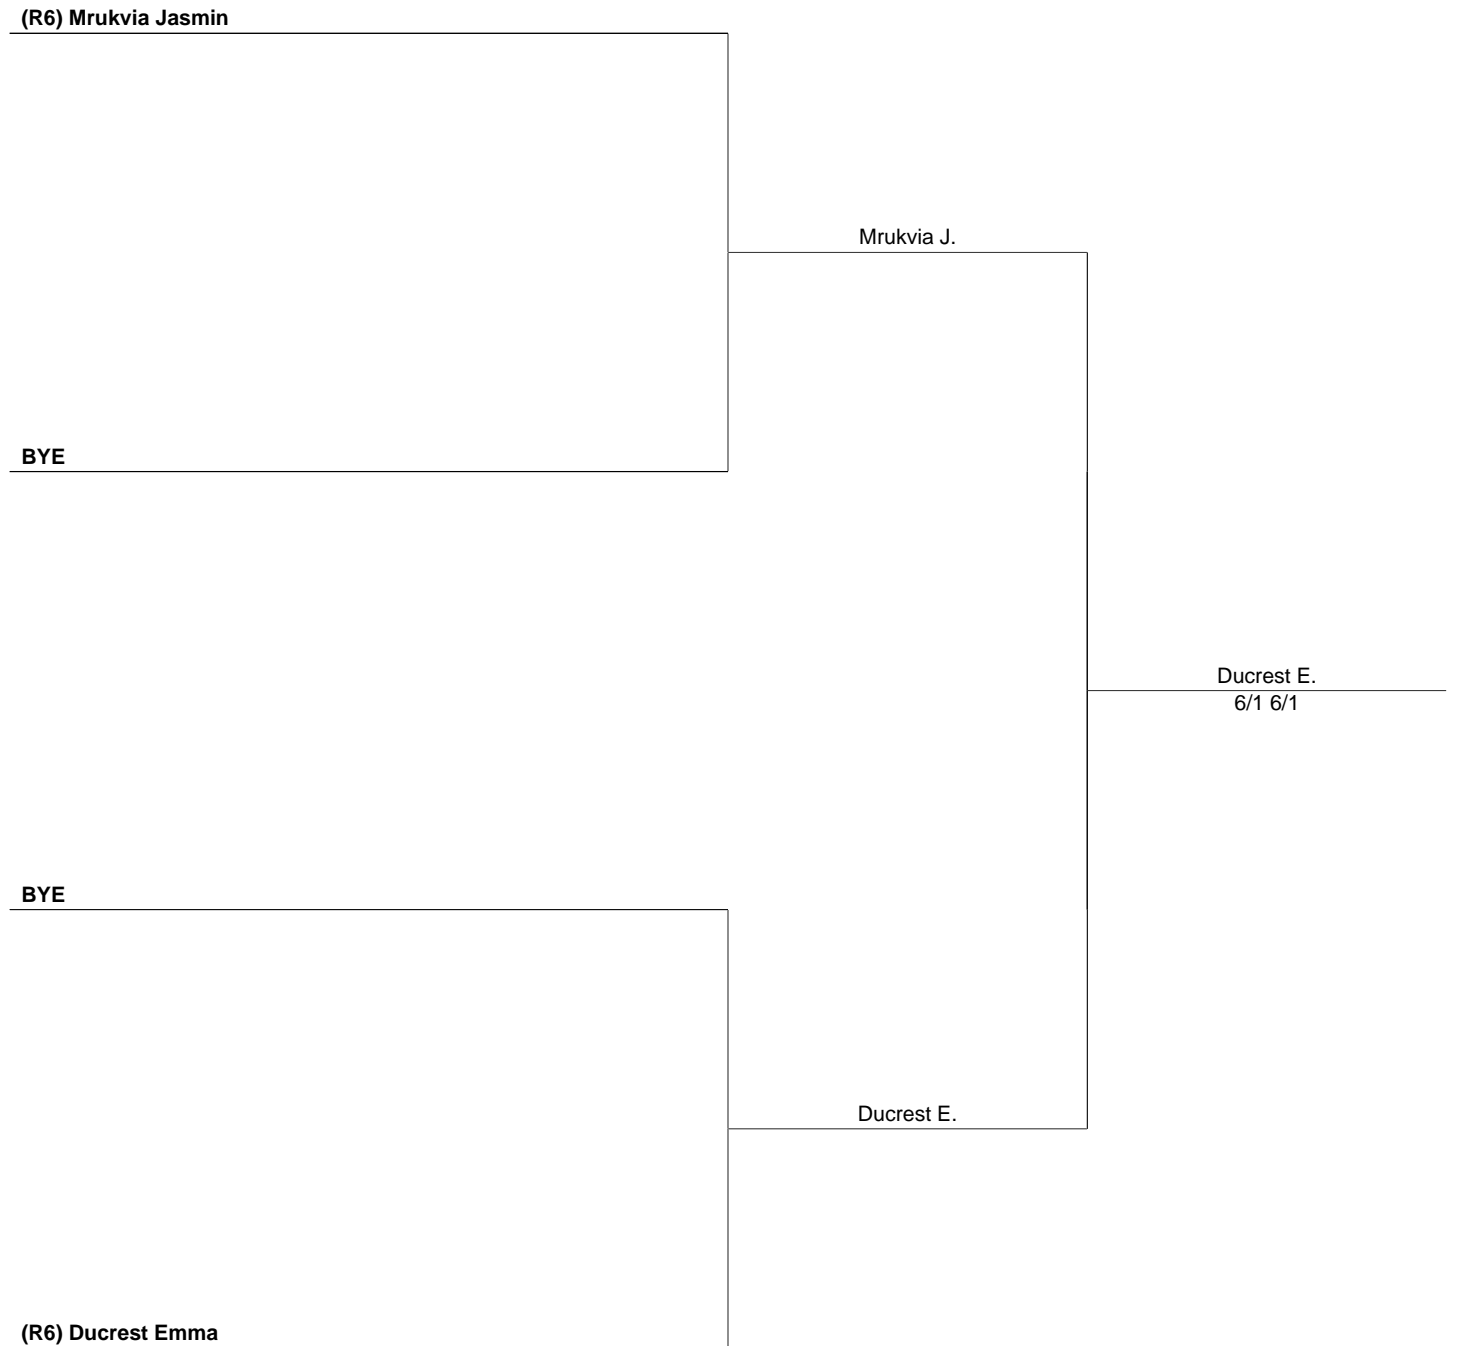 (R6) Mrukvia Jasmin
Mrukvia J.
BYE
Ducrest E.
6/1 6/1
BYE
Ducrest E.
(R6) Ducrest Emma